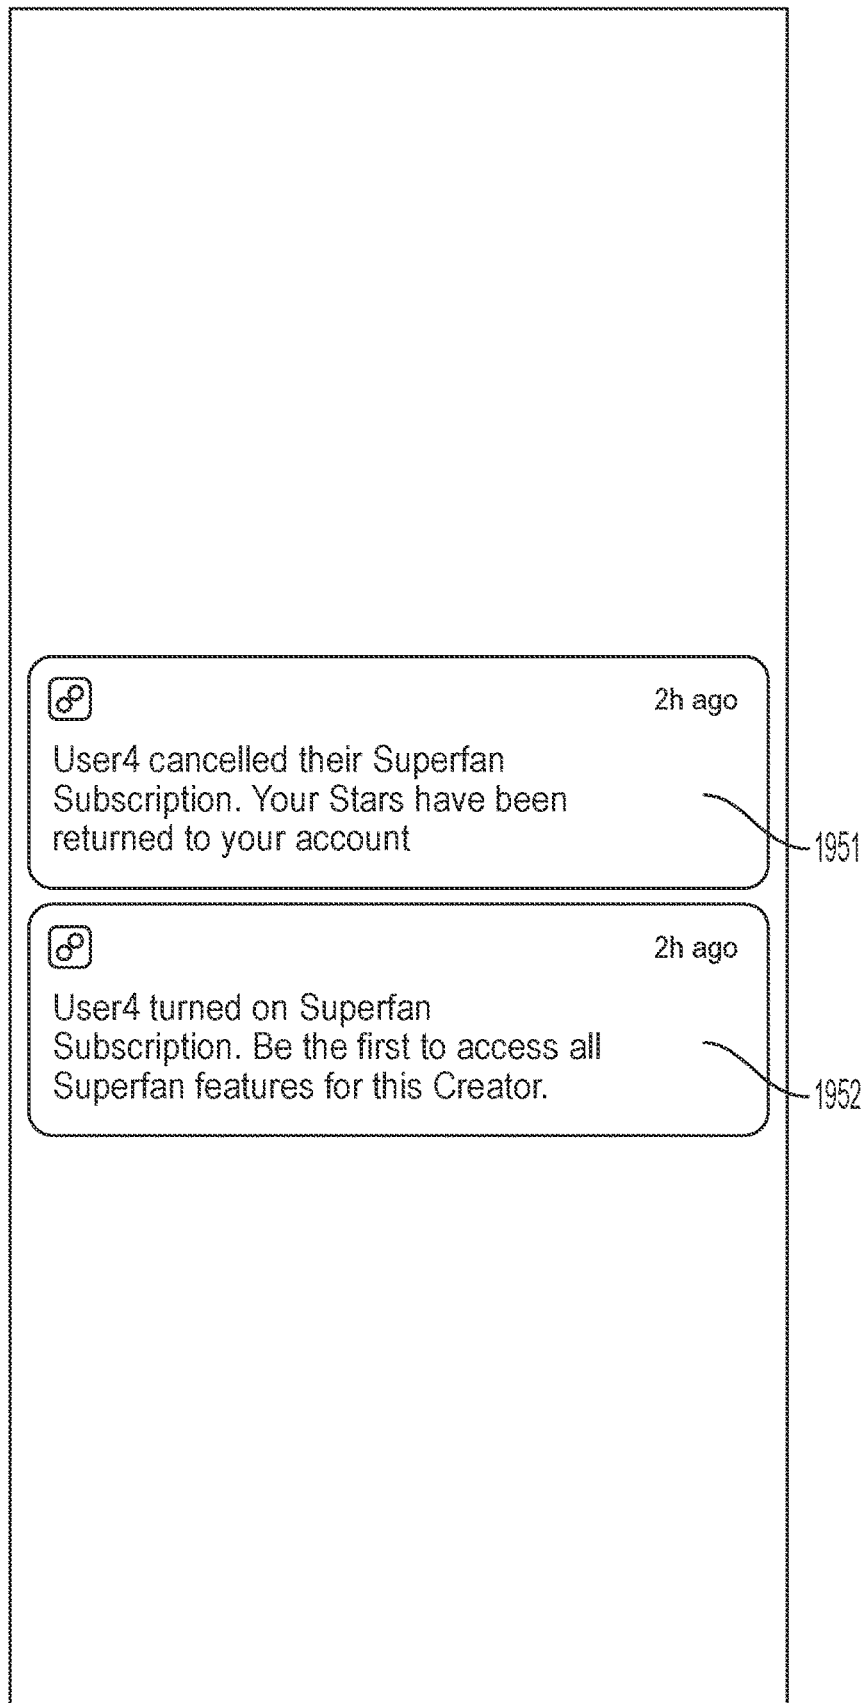 2h ago
User4 cancelled their Superfan
Subscription. Your Stars have been
returned to your account
1951
2h ago
User4 turned on Superfan
Subscription. Be the first to access all
Superfan features for this Creator.
1952